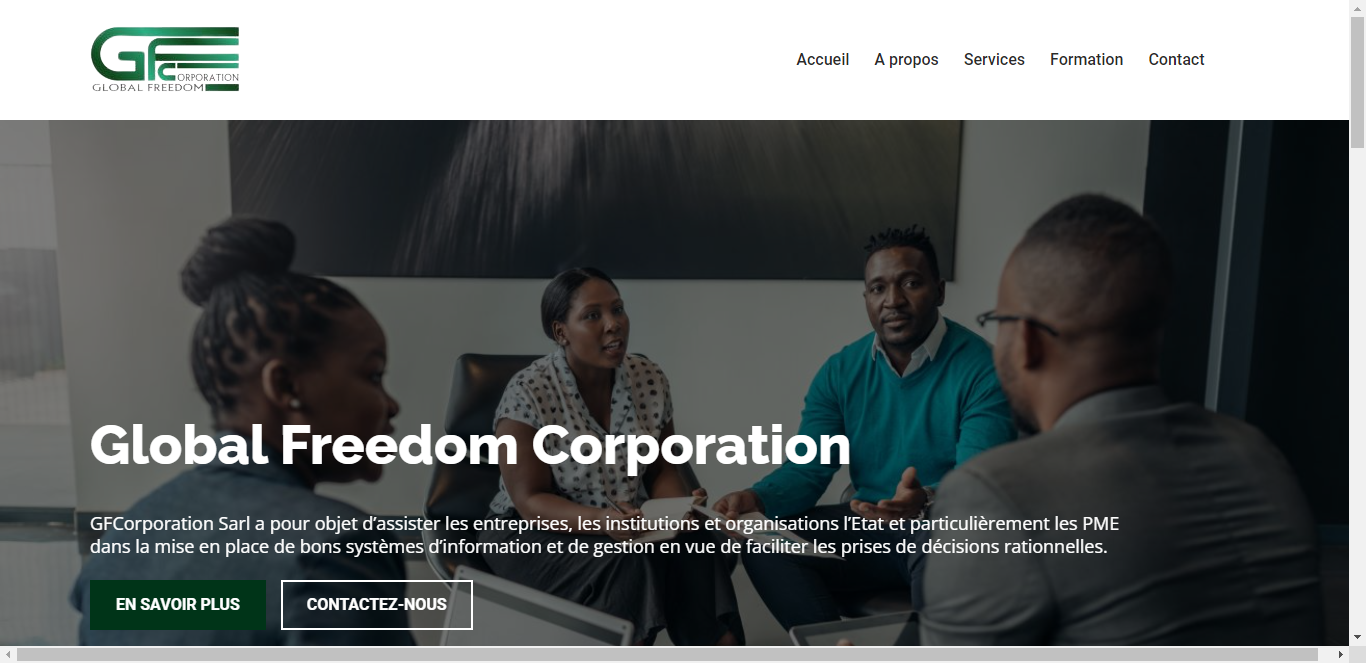 GFc
ORPORATION
GLOBAL FREEDOM
Accueil
A propos
Services
Formation
Contact
Global Freedom Corporation
GFCorporation Sarl a pour objet d’assister les entreprises, les institutions et organisations l’Etat et particulièrement les PME
dans la mise en place de bons systèmes d’information et de gestion en vue de faciliter les prises de décisions rationnelles.
EN SAVOIR PLUS
CONTACTEZ-NOUS